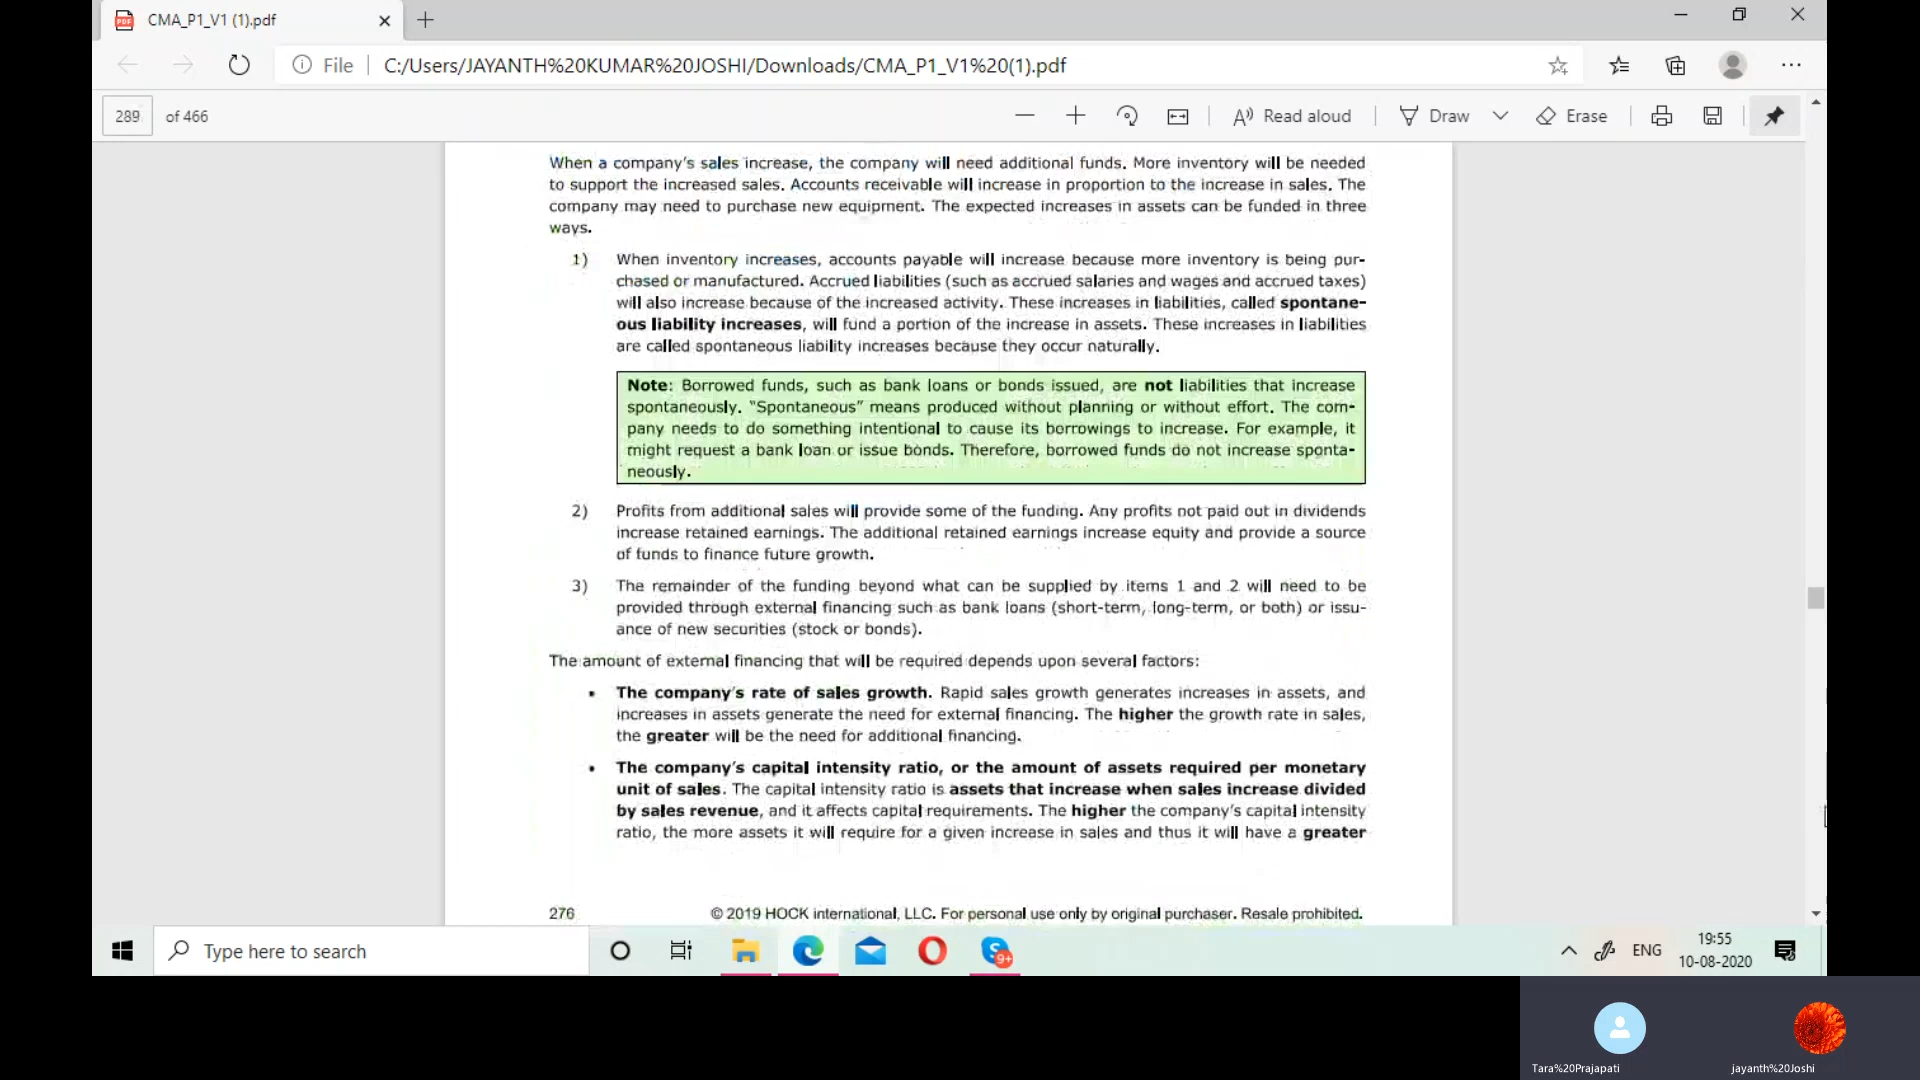 CMA_P1_V1 (1).pdf
File
C:/Users/JAYANTH%20KUMAR%20JOSHI/Downloads/CMA_P1_V1%20(1).pdf
289 of 466
Read aloud
Draw
Erase
When a company's sales increase, the company will need additional funds. More inventory will be needed
to support the increased sales. Accounts receivable will increase in proportion to the increase in sales. The
company may need to purchase new equipment. The expected increases in assets can be funded in three
ways.
1) When inventory increases, accounts payable will increase because more inventory is being pur-
chased or manufactured. Accrued liabilities (such as accrued salaries and wages and accrued taxes)
will also increase because of the increased activity. These increases in liabilities, called spontane-
ous liability increases, will fund a portion of the increase in assets. These increases in liabilities
are called spontaneous liability increases because they occur naturally.
Note: Borrowed funds, such as bank loans or bonds issued, are not liabilities that increase
spontaneously. "Spontaneous" means produced without planning or without effort. The com-
pany needs to do something intentional to cause its borrowings to increase. For example, it
might request a bank loan or issue bonds. Therefore, borrowed funds do not increase sponta-
neously.
2) Profits from additional sales will provide some of the funding. Any profits not paid out in dividends
increase retained earnings. The additional retained earnings increase equity and provide a source
of funds to finance future growth.
3) The remainder of the funding beyond what can be supplied by items 1 and 2 will need to be
provided through external financing such as bank loans (short-term, long-term, or both) or issu-
ance of new securities (stock or bonds).
The amount of external financing that will be required depends upon several factors:
• The company's rate of sales growth. Rapid sales growth generates increases in assets, and
increases in assets generate the need for external financing. The higher the growth rate in sales,
the greater will be the need for additional financing.
• The company's capital intensity ratio, or the amount of assets required per monetary
unit of sales. The capital intensity ratio is assets that increase when sales increase divided
by sales revenue, and it affects capital requirements. The higher the company's capital intensity
ratio, the more assets it will require for a given increase in sales and thus it will have a greater
276 © 2019 HOCK international, LLC. For personal use only by original purchaser. Resale prohibited.
Type here to search
9+
ENG
19:55
10-08-2020
Tara%20Prajapati
jayanth%20Joshi